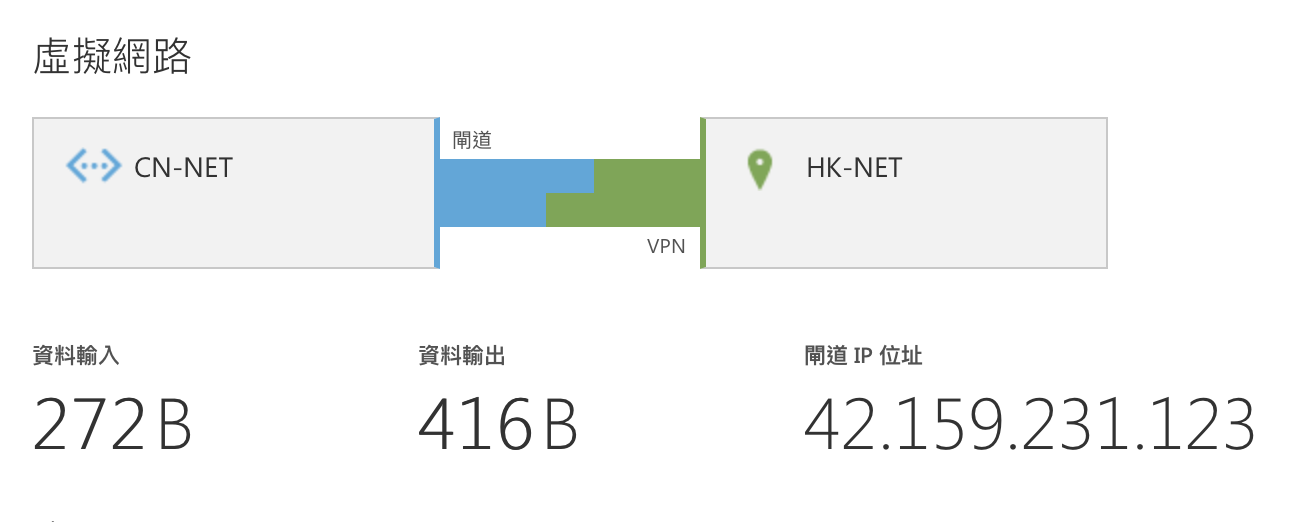 虛擬網路
閘道
CN-NET
HK-NET
VPN
資料輸入
資料輸出
閘道 IP 位址
272 B
416 B
42.159.231.123